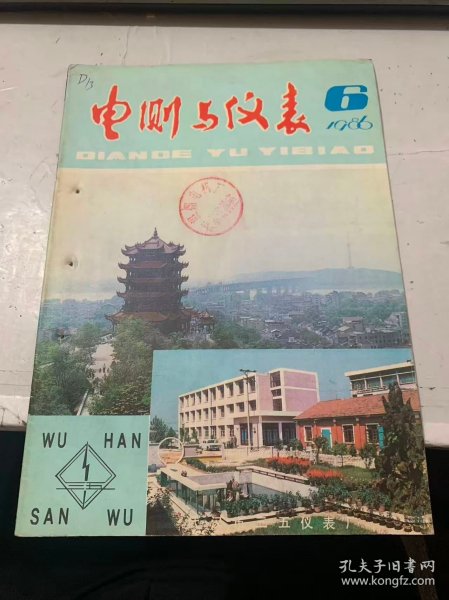 D13
电测与仪表
6
1986
DIANCE YU YIBIAO
WU HAN
SAN WU
五仪表厂
孔夫子旧书网
www.kongfz.com